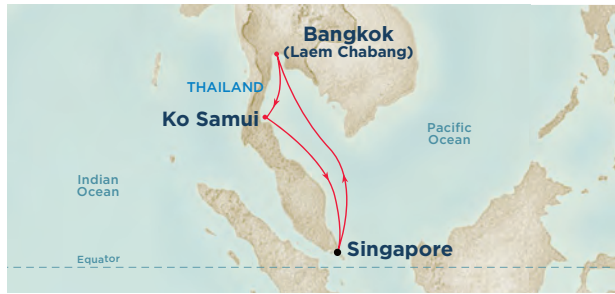 Bangkok
(Laem Chabang)
THAILAND
Ko Samui
Pacific
Ocean
Indian
Ocean
Singapore
Equator